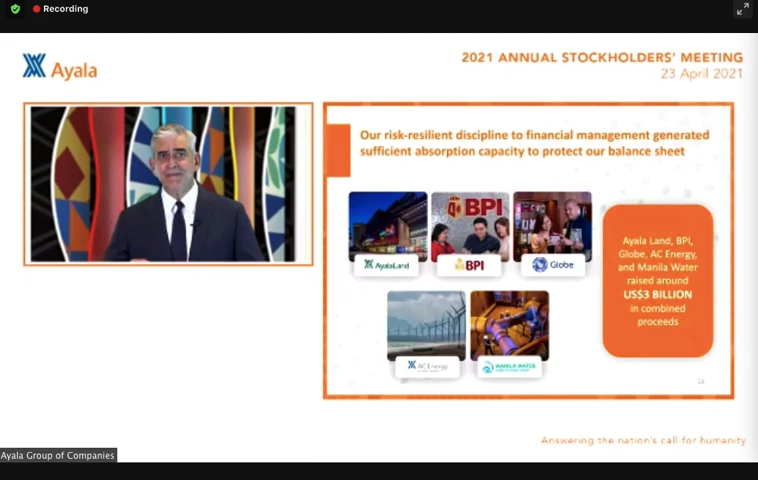 Recording
Ayala
2021 ANNUAL STOCKHOLDERS' MEETING
23 April 2021
Our risk-resilient discipline to financial management generated
sufficient absorption capacity to protect our balance sheet
BPI
AyalaLand
BPI
Globe
Ayala Land, BPI,
Globe, AC Energy,
and Manila Water
raised around
US$3 BILLION
in combined
proceeds
AC Energy
MANILA WATER
Answering the nation's call for humanity
Ayala Group of Companies